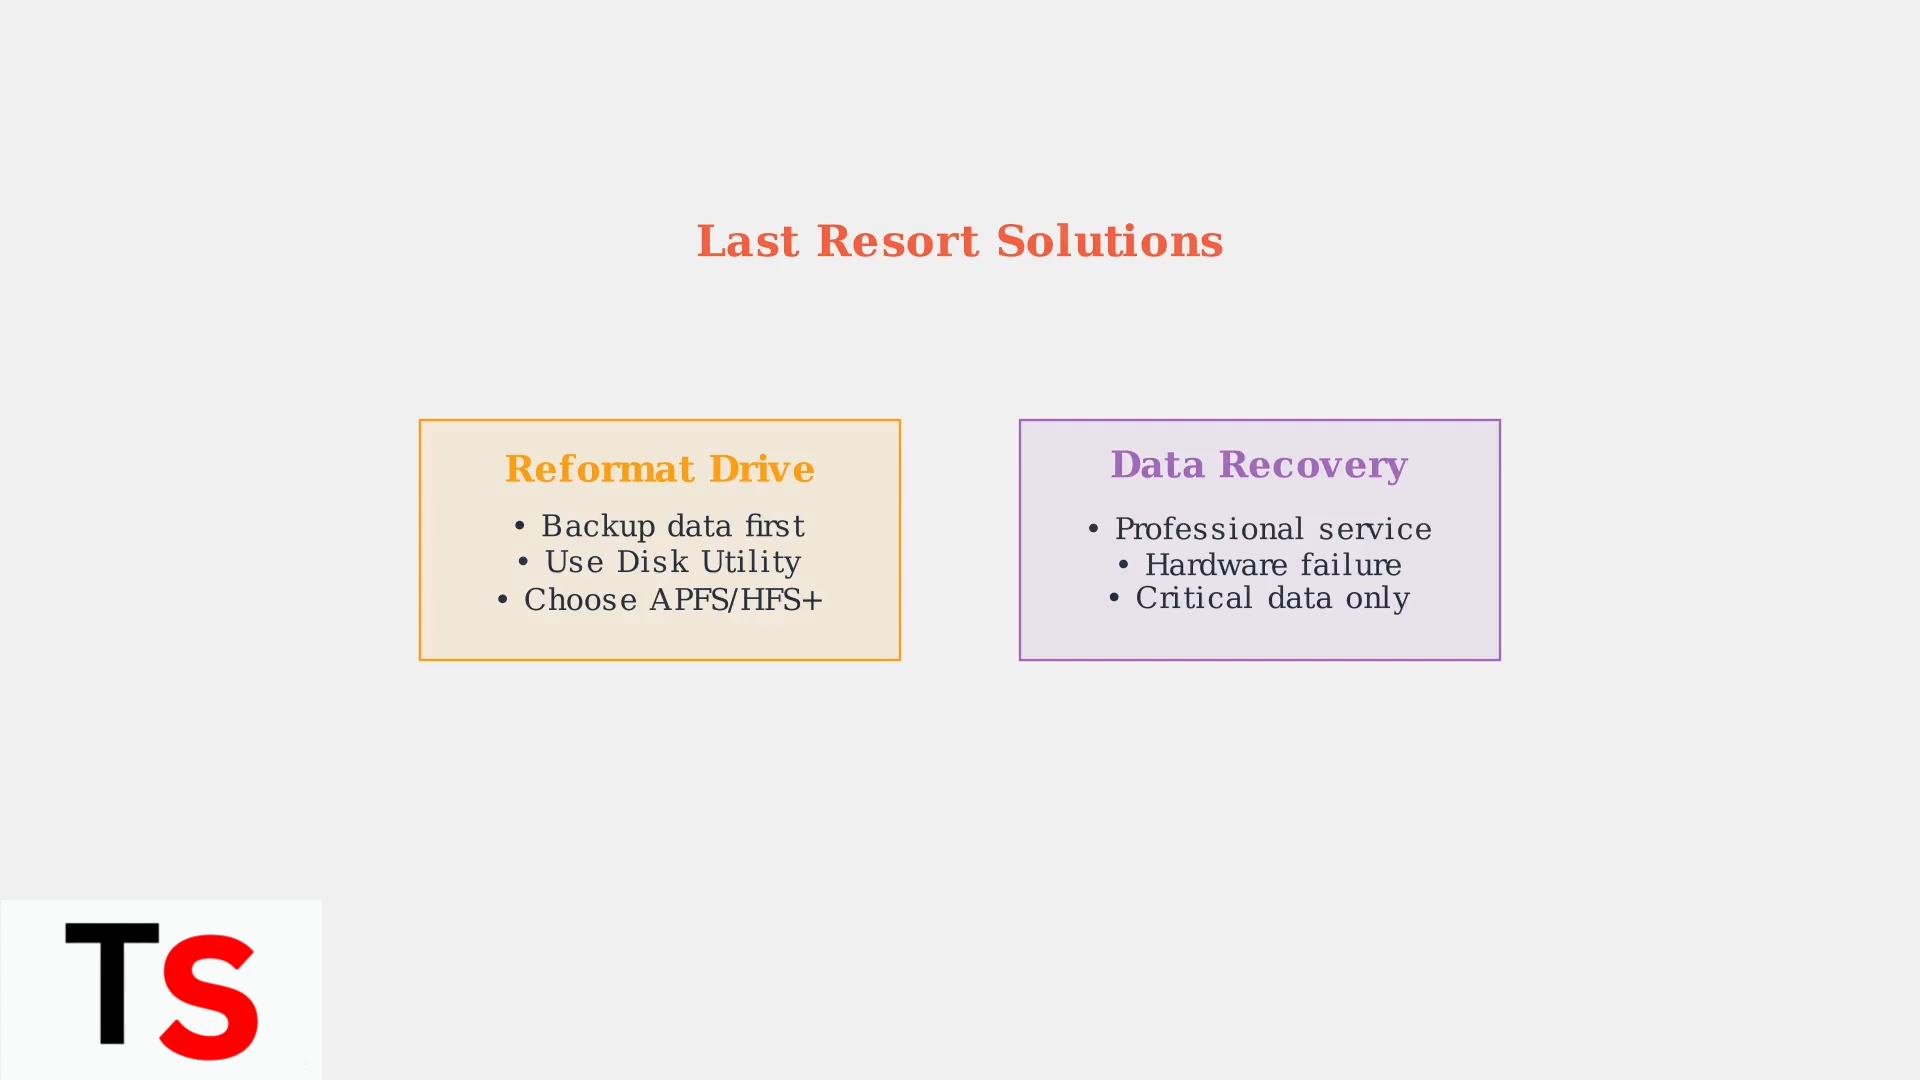 Last Resort Solutions
Reformat Drive
• Backup data first
• Use Disk Utility
• Choose APFS/HFS+
Data Recovery
• Professional service
• Hardware failure
• Critical data only
TS